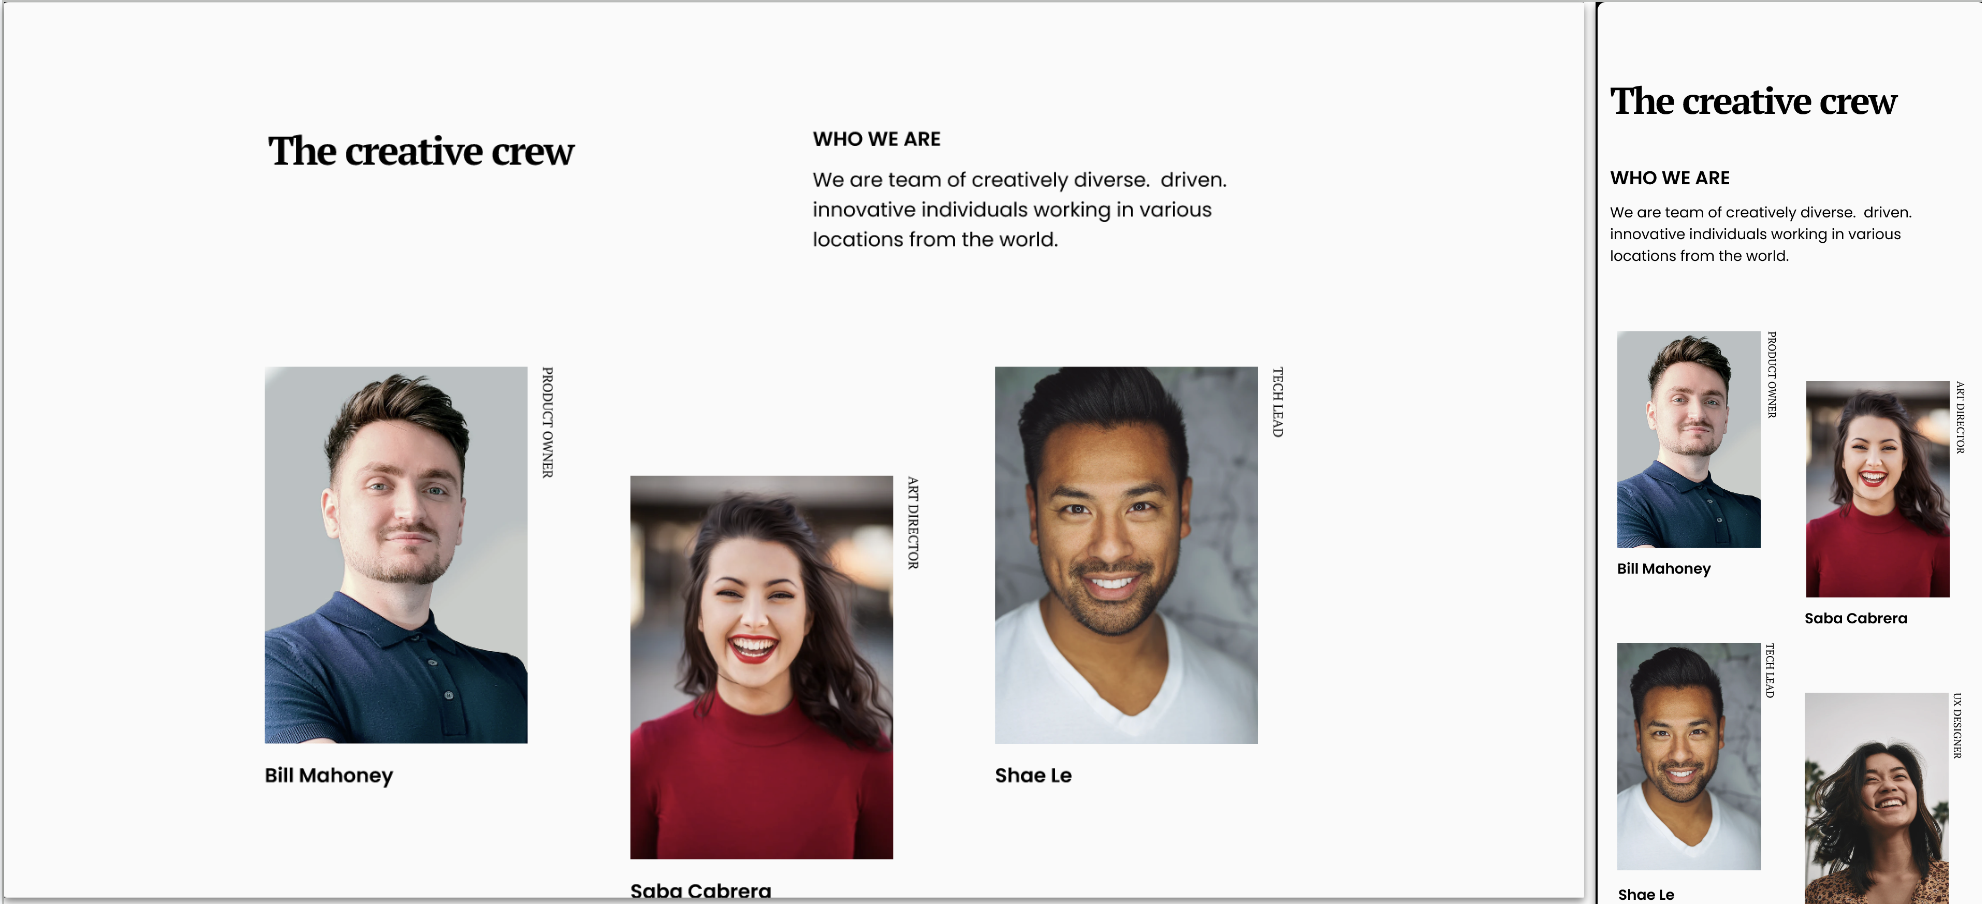 The creative crew
WHO WE ARE
We are team of creatively diverse.  driven.
innovative individuals working in various
locations from the world.
PRODUCT OWNER
Bill Mahoney
ART DIRECTOR
Saba Cabrera
TECH LEAD
Shae Le
The creative crew
WHO WE ARE
We are team of creatively diverse.  driven.
innovative individuals working in various
locations from the world.
PRODUCT OWNER
Bill Mahoney
ART DIRECTOR
Saba Cabrera
TECH LEAD
Shae Le
UX DESIGNER